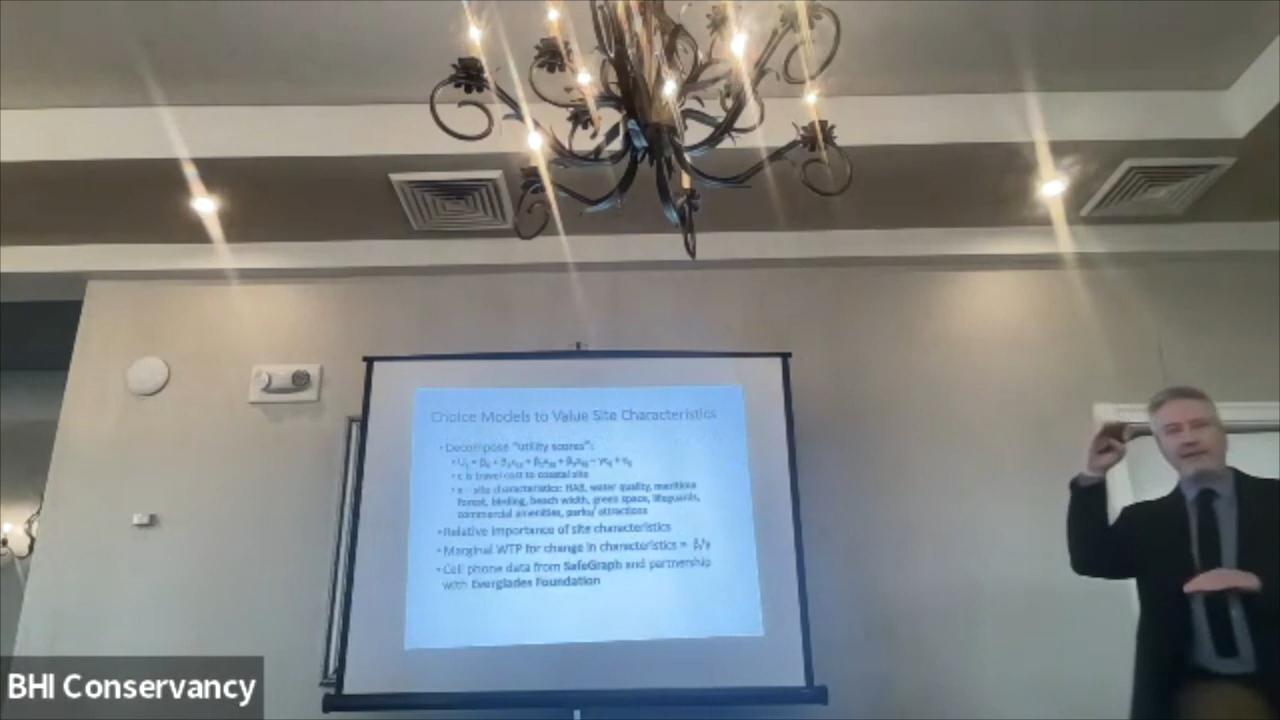 Choice Models to Value Site Characteristics
• Decompose "utility scores":
• c is travel cost to coastal site
• x – site characteristics: HAB, water quality, maritime
forest, birding, beach width, green space, lifeguards,
commercial amenities, parks/ attractions
• Relative importance of site characteristics
• Marginal WTP for change in characteristics =
• Cell phone data from SafeGraph and partnership
with Everglades Foundation
BHI Conservancy